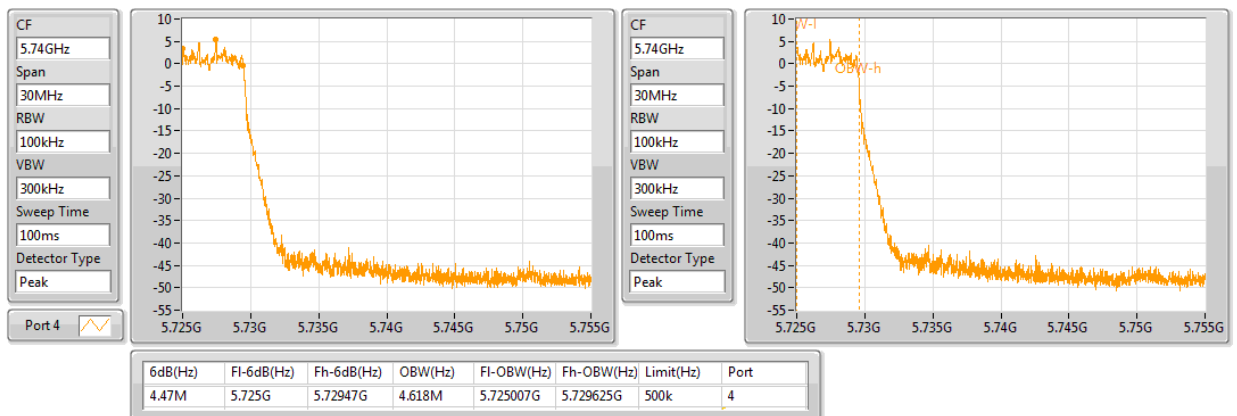 CF
5.74GHz
Span
30MHz
RBW
100kHz
VBW
300kHz
Sweep Time
100ms
Detector Type
Peak
Port 4
10
5
0
-5
-10
-15
-20
-25
-30
-35
-40
-45
-50
-55
5.725G 5.73G 5.735G 5.74G 5.745G 5.75G 5.755G
CF
5.74GHz
Span
30MHz
RBW
100kHz
VBW
300kHz
Sweep Time
100ms
Detector Type
Peak
10
5
0
-5
-10
-15
-20
-25
-30
-35
-40
-45
-50
-55
W-l
OBW-h
5.725G 5.73G 5.735G 5.74G 5.745G 5.75G 5.755G
6dB(Hz) Fl-6dB(Hz) Fh-6dB(Hz) OBW(Hz) Fl-OBW(Hz) Fh-OBW(Hz) Limit(Hz) Port
4.47M 5.725G 5.72947G 4.618M 5.725007G 5.729625G 500k 4